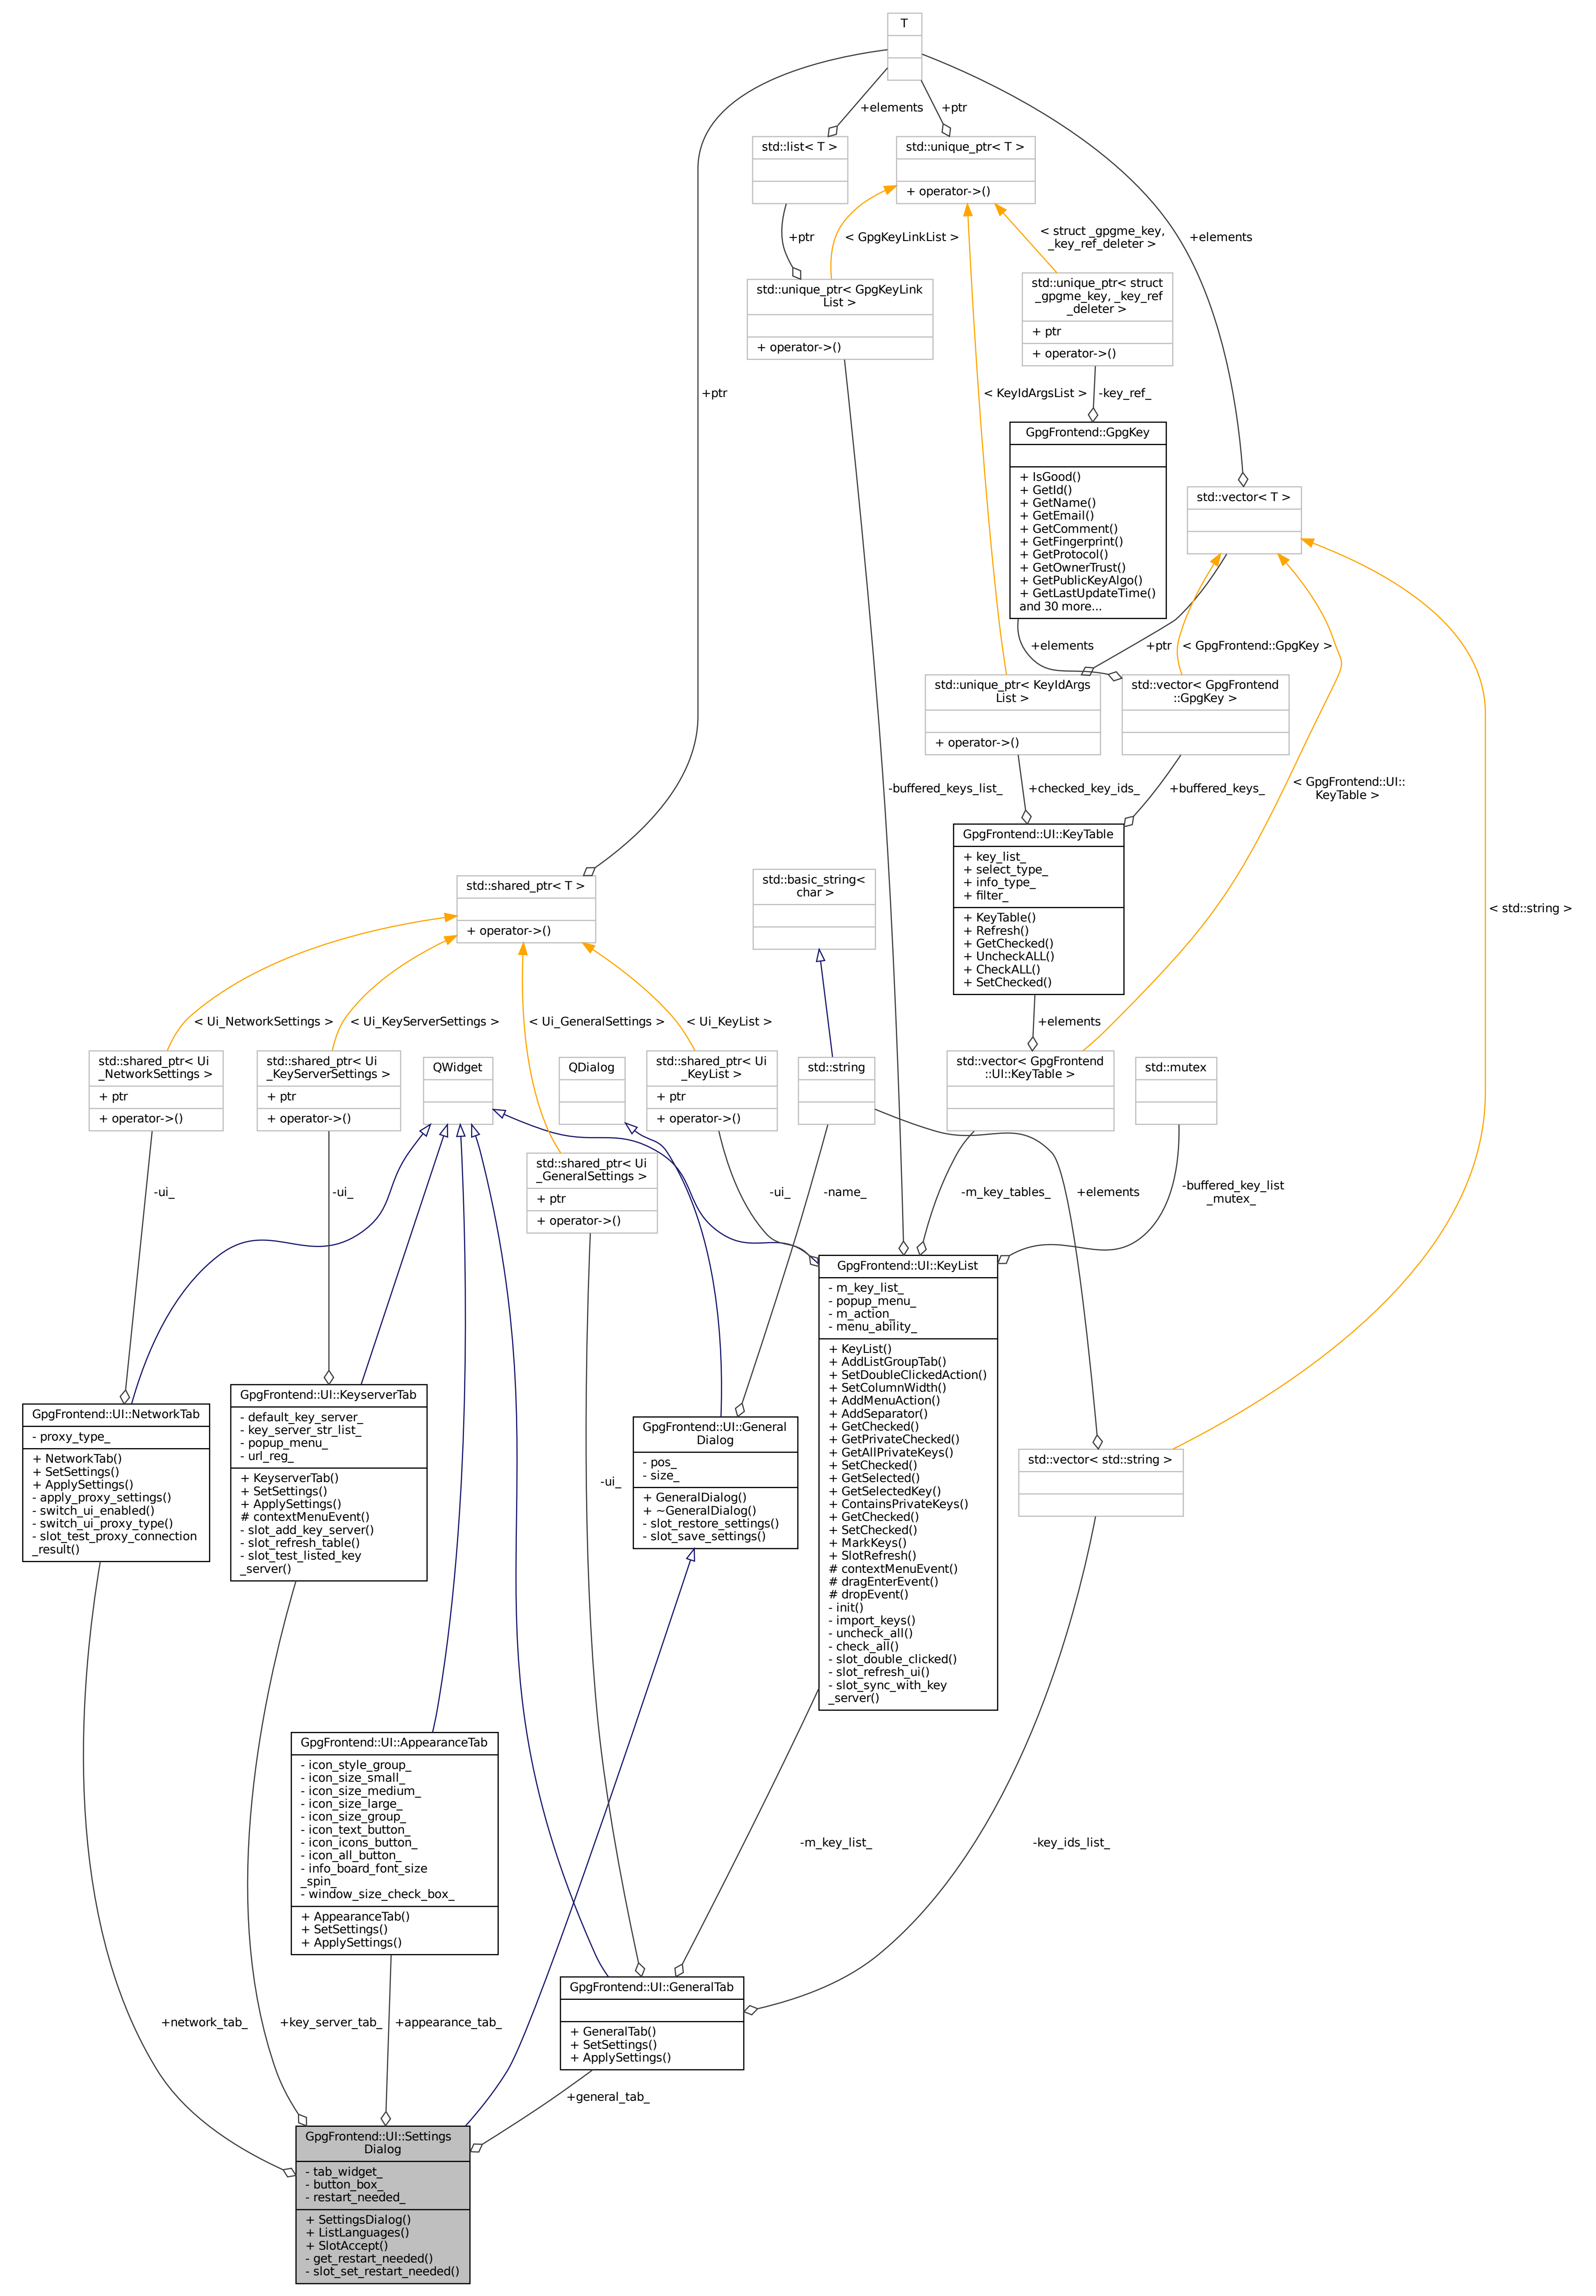 T
+elements
+ptr
std::list< T >
std::unique_ptr< T >
+ operator->()
+ptr
< GpgKeyLinkList >
< struct _gpgme_key,
_key_ref_deleter >
+elements
std::unique_ptr< GpgKeyLink
List >
+ operator->()
std::unique_ptr< struct
_gpgme_key, _key_ref
_deleter >
+ ptr
+ operator->()
+ptr
< KeyIdArgsList >
-key_ref_
GpgFrontend::GpgKey
+ IsGood()
+ GetId()
+ GetName()
+ GetEmail()
+ GetComment()
+ GetFingerprint()
+ GetProtocol()
+ GetOwnerTrust()
+ GetPublicKeyAlgo()
+ GetLastUpdateTime()
and 30 more...
std::vector< T >
+elements
+ptr
< GpgFrontend::GpgKey >
std::unique_ptr< KeyIdArgs
List >
+ operator->()
std::vector< GpgFrontend
::GpgKey >
-buffered_keys_list_
+checked_key_ids_
+buffered_keys_
< GpgFrontend::UI::
KeyTable >
GpgFrontend::UI::KeyTable
+ key_list_
+ select_type_
+ info_type_
+ filter_
+ KeyTable()
+ Refresh()
+ GetChecked()
+ UncheckALL()
+ CheckALL()
+ SetChecked()
std::shared_ptr< T >
+ operator->()
std::basic_string<
char >
< std::string >
< Ui_NetworkSettings >
< Ui_KeyServerSettings >
< Ui_GeneralSettings >
< Ui_KeyList >
+elements
std::shared_ptr< Ui
_NetworkSettings >
+ ptr
+ operator->()
std::shared_ptr< Ui
_KeyServerSettings >
+ ptr
+ operator->()
QWidget
QDialog
std::shared_ptr< Ui
_KeyList >
+ ptr
+ operator->()
std::string
std::vector< GpgFrontend
::UI::KeyTable >
std::mutex
std::shared_ptr< Ui
_GeneralSettings >
+ ptr
+ operator->()
-ui_
-ui_
-ui_
-name_
-m_key_tables_
+elements
-buffered_key_list
_mutex_
GpgFrontend::UI::KeyList
- m_key_list_
- popup_menu_
- m_action_
- menu_ability_
+ KeyList()
+ AddListGroupTab()
+ SetDoubleClickedAction()
+ SetColumnWidth()
+ AddMenuAction()
+ AddSeparator()
+ GetChecked()
+ GetPrivateChecked()
+ GetAllPrivateKeys()
+ SetChecked()
+ GetSelected()
+ GetSelectedKey()
+ ContainsPrivateKeys()
+ GetChecked()
+ SetChecked()
+ MarkKeys()
+ SlotRefresh()
# contextMenuEvent()
# dragEnterEvent()
# dropEvent()
- init()
- import_keys()
- uncheck_all()
- check_all()
- slot_double_clicked()
- slot_refresh_ui()
- slot_sync_with_key
_server()
GpgFrontend::UI::NetworkTab
- proxy_type_
+ NetworkTab()
+ SetSettings()
+ ApplySettings()
- apply_proxy_settings()
- switch_ui_enabled()
- switch_ui_proxy_type()
- slot_test_proxy_connection
_result()
GpgFrontend::UI::KeyserverTab
- default_key_server_
- key_server_str_list_
- popup_menu_
- url_reg_
+ KeyserverTab()
+ SetSettings()
+ ApplySettings()
# contextMenuEvent()
- slot_add_key_server()
- slot_refresh_table()
- slot_test_listed_key
_server()
-ui_
GpgFrontend::UI::General
Dialog
- pos_
- size_
+ GeneralDialog()
+ ~GeneralDialog()
- slot_restore_settings()
- slot_save_settings()
std::vector< std::string >
GpgFrontend::UI::AppearanceTab
- icon_style_group_
- icon_size_small_
- icon_size_medium_
- icon_size_large_
- icon_size_group_
- icon_text_button_
- icon_icons_button_
- icon_all_button_
- info_board_font_size
_spin_
- window_size_check_box_
+ AppearanceTab()
+ SetSettings()
+ ApplySettings()
-m_key_list_
-key_ids_list_
GpgFrontend::UI::GeneralTab
+ GeneralTab()
+ SetSettings()
+ ApplySettings()
+network_tab_
+key_server_tab_
+appearance_tab_
+general_tab_
GpgFrontend::UI::Settings
Dialog
- tab_widget_
- button_box_
- restart_needed_
+ SettingsDialog()
+ ListLanguages()
+ SlotAccept()
- get_restart_needed()
- slot_set_restart_needed()